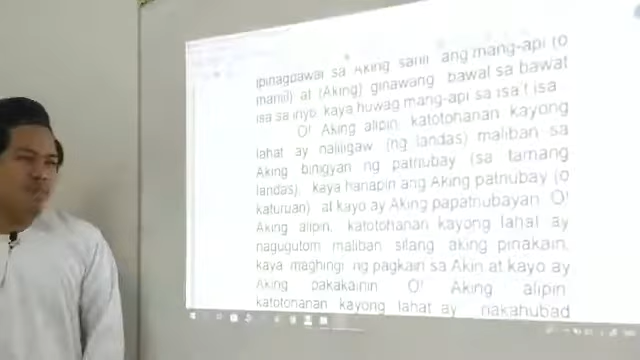 ipinagbawal sa Aking sarili ang mang-api (o
maniil) at (Aking) ginawang bawal sa bawat
isa sa inyo, kaya huwag mang-api sa isa't isa
O! Aking alipin, katotohanan kayong
lahat ay naliligaw (ng landas) maliban sa
Aking binigyan ng patnubay (sa tamang
landas), kaya hanapin ang Aking patnubay (o
katuruan) at kayo ay Aking papatnubayan O!
Aking alipin, katotohanan kayong lahat ay
nagugutom maliban silang aking pinakain,
kaya maghingi ng pagkain sa Akin at kayo ay
Aking pakakainin O! Aking alipin
katotohanan kayong lahat ay nakahubad